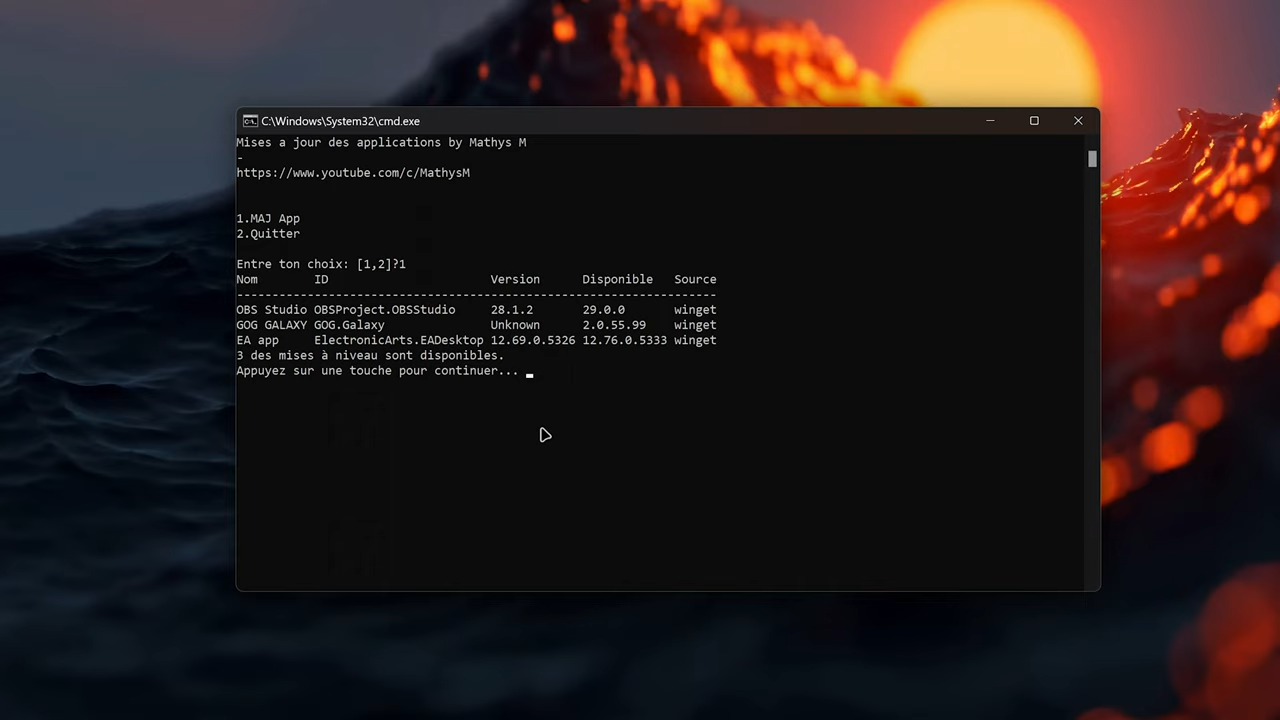 C:\Windows\System32\cmd.exe
Mises a jour des applications by Mathys M
-
https://www.youtube.com/c/MathysM
1.MAJ App
2.Quitter
Entre ton choix: [1,2]?1
Nom ID Version Disponible Source
--------------------------------------------------------------------
OBS Studio OBSProject.OBSStudio 28.1.2 29.0.0 winget
GOG GALAXY GOG.Galaxy Unknown 2.0.55.99 winget
EA app ElectronicArts.EADesktop 12.69.0.5326 12.76.0.5333 winget
3 des mises à niveau sont disponibles.
Appuyez sur une touche pour continuer...